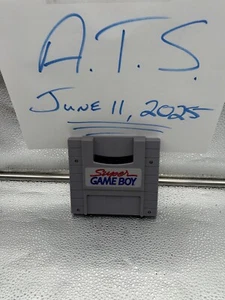 A.T.S.
JUNE 11, 2025
Super
GAME BOY